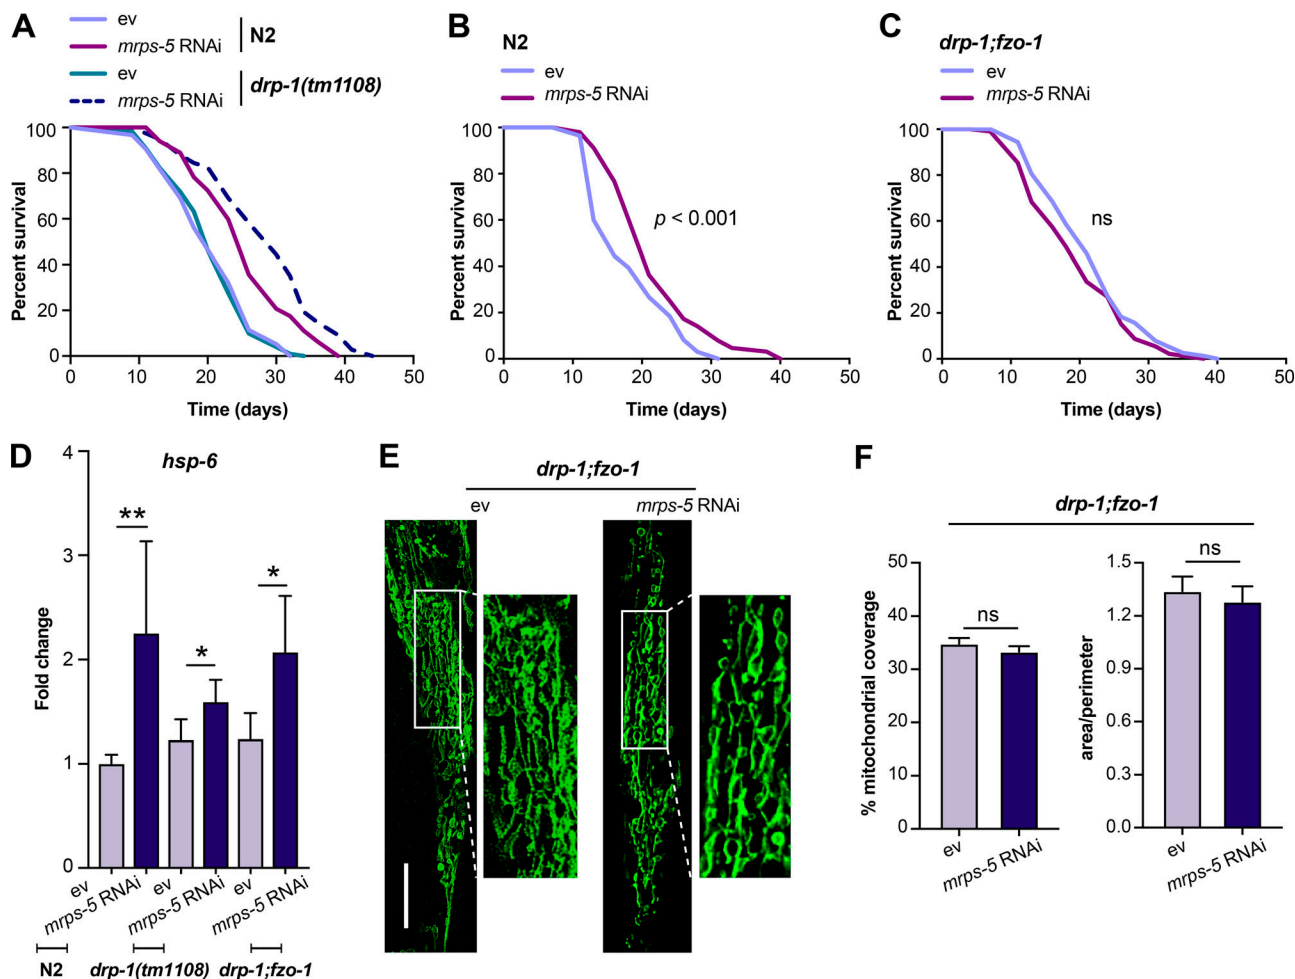 A
ev
mrps-5 RNAi
N2
ev
mrps-5 RNAi
drp-1(tm1108)
100
80
60
40
20
0
Percent survival
0 10 20 30 40 50
Time (days)
B
N2
ev
mrps-5 RNAi
100
80
60
40
20
0
Percent survival
p < 0.001
0 10 20 30 40 50
Time (days)
C
drp-1;fzo-1
ev
mrps-5 RNAi
100
80
60
40
20
0
Percent survival
ns
0 10 20 30 40 50
Time (days)
D
hsp-6
4
3
2
1
0
Fold change
**
*
*
ev
mrps-5 RNAi
ev
mrps-5 RNAi
ev
mrps-5 RNAi
N2
drp-1(tm1108)
drp-1;fzo-1
E
drp-1;fzo-1
ev
mrps-5 RNAi
F
drp-1;fzo-1
50
40
30
20
10
0
% mitochondrial coverage
ns
ev
mrps-5 RNAi
1.5
1.2
0.9
0.6
0.3
0.0
area/perimeter
ns
ev
mrps-5 RNAi